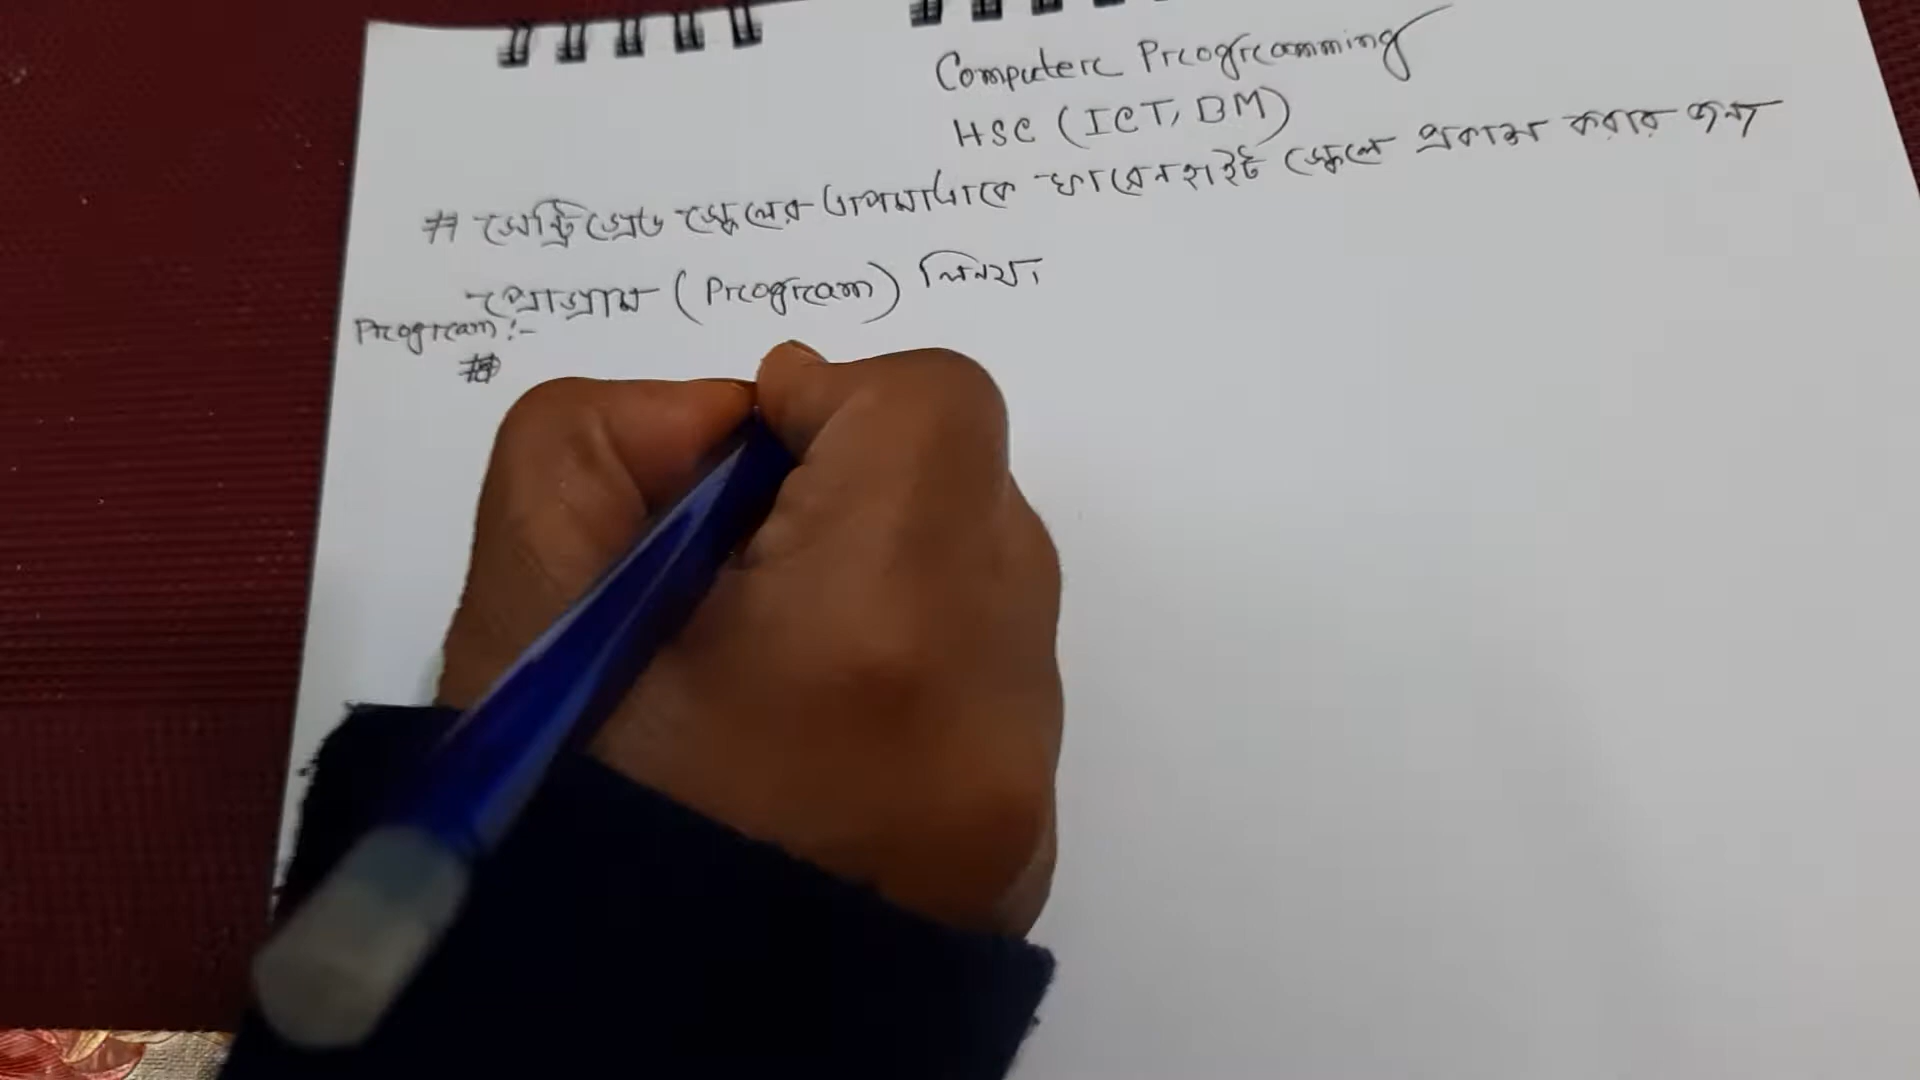 Computer Programming
HSC (ICT, BM)
# সেন্ট্রিগ্রেড স্কেলের তাপমাত্রাকে ফারেনহাইট স্কেলে প্রকাশ করার জন্য
প্রোগ্রাম (Program) লিখ।
Program:-
#